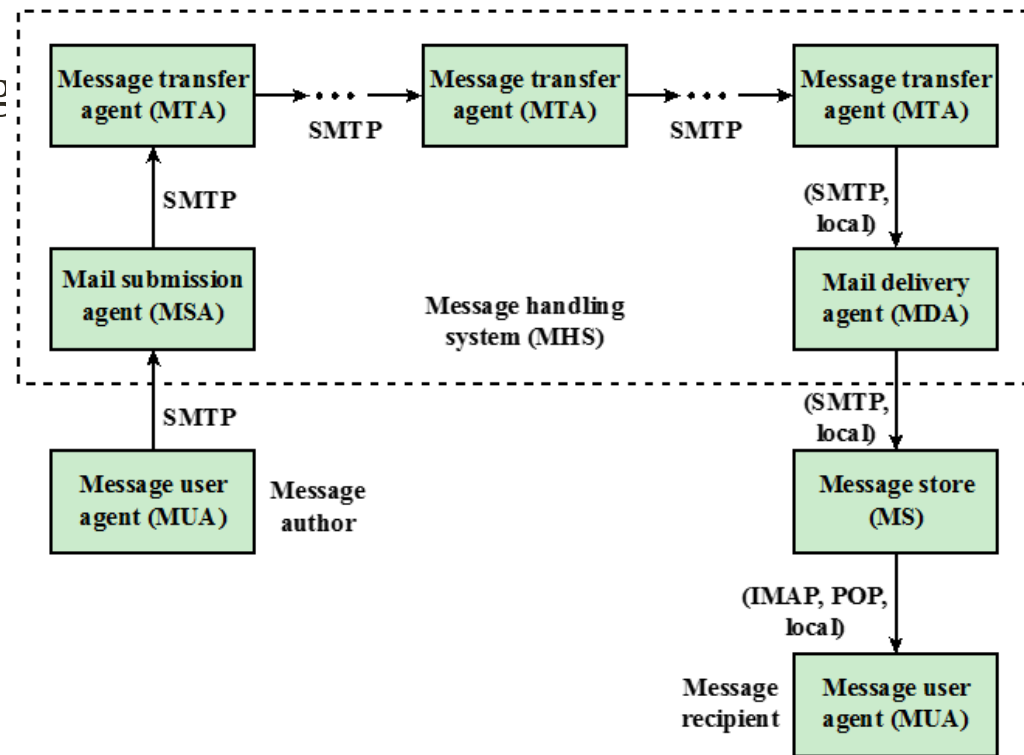 Message transfer
agent (MTA)
SMTP
Message transfer
agent (MTA)
SMTP
Message transfer
agent (MTA)
SMTP
(SMTP,
local)
Mail submission
agent (MSA)
Message handling
system (MHS)
Mail delivery
agent (MDA)
SMTP
(SMTP,
local)
Message user
agent (MUA)
Message
author
Message store
(MS)
(IMAP, POP,
local)
Message
recipient
Message user
agent (MUA)